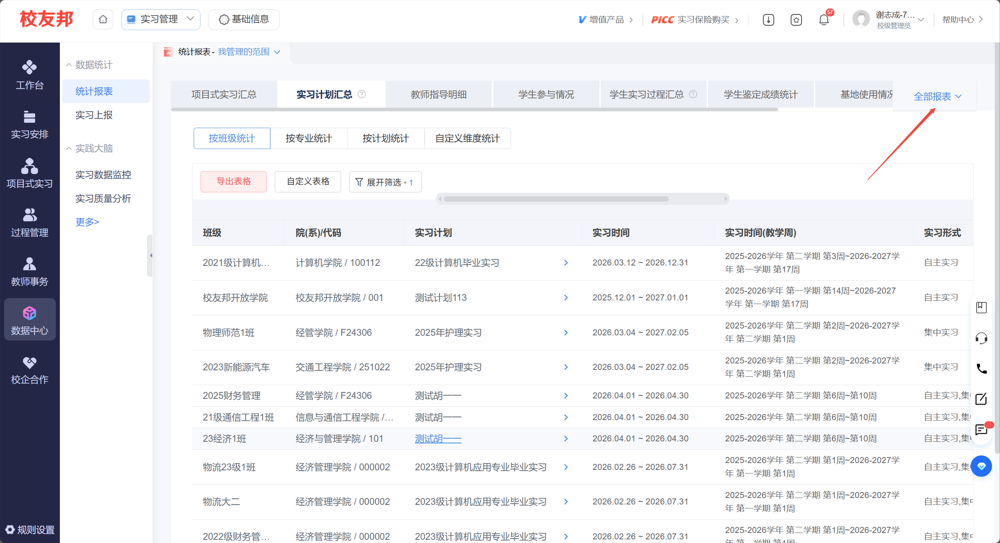 校友邦
实习管理
基础信息
V 增值产品
PICC 实习保险购买
57
谢志成-7...
校级管理员
帮助中心
工作台
实习安排
项目式实习
过程管理
教师事务
数据中心
校企合作
规则设置
数据统计
统计报表
实习上报
实践大脑
实习数据监控
实习质量分析
更多>
统计报表 - 我管理的范围
项目式实习汇总
实习计划汇总
教师指导明细
学生参与情况
学生实习过程汇总
学生鉴定成绩统计
基地使用情况
全部报表
按班级统计
按专业统计
按计划统计
自定义维度统计
导出表格
自定义表格
展开筛选 • 1
班级 院(系)/代码 实习计划 实习时间 实习时间(教学周) 实习形式
2021级计算机... 计算机学院 / 100112 22级计算机毕业实习 2026.03.12 ~ 2026.12.31 2025-2026学年 第二学期 第3周~2026-2027学
年 第一学期 第17周 自主实习
校友邦开放学院 校友邦开放学院 / 001 测试计划113 2025.12.01 ~ 2027.01.01 2025-2026学年 第一学期 第14周~2026-2027
学年 第一学期 第17周 自主实习
物理师范1班 经管学院 / F24306 2025年护理实习 2026.03.04 ~ 2027.02.05 2025-2026学年 第二学期 第2周~2026-2027学
年 第二学期 第1周 集中实习
2023新能源汽车 交通工程学院 / 251022 2025年护理实习 2026.03.04 ~ 2027.02.05 2025-2026学年 第二学期 第2周~2026-2027学
年 第二学期 第1周 集中实习
2025财务管理 经管学院 / F24306 测试胡一一 2026.04.01 ~ 2026.04.30 2025-2026学年 第二学期 第6周~第10周 自主实习,集
21级通信工程1班 信息与通信工程学院 /... 测试胡一一 2026.04.01 ~ 2026.04.30 2025-2026学年 第二学期 第6周~第10周 自主实习,集
23经济1班 经济与管理学院 / 101 测试胡一一 2026.04.01 ~ 2026.04.30 2025-2026学年 第二学期 第6周~第10周 自主实习,集
物流23级1班 经济管理学院 / 000002 2023级计算机应用专业毕业实习 2026.02.26 ~ 2026.07.31 2025-2026学年 第二学期 第1周~2026-2027学
年 第一学期 第1周 自主实习,集
物流大二 经济管理学院 / 000002 2023级计算机应用专业毕业实习 2026.02.26 ~ 2026.07.31 2025-2026学年 第二学期 第1周~2026-2027学
年 第一学期 第1周 自主实习,集中
2022级财务管... 经济管理学院 / 000002 2023级计算机应用专业毕业实习 2026.02.26 ~ 2026.07.31 2025-2026学年 第二学期 第1周~2026-2027学
年 第一学期 第1周 自主实习,集中